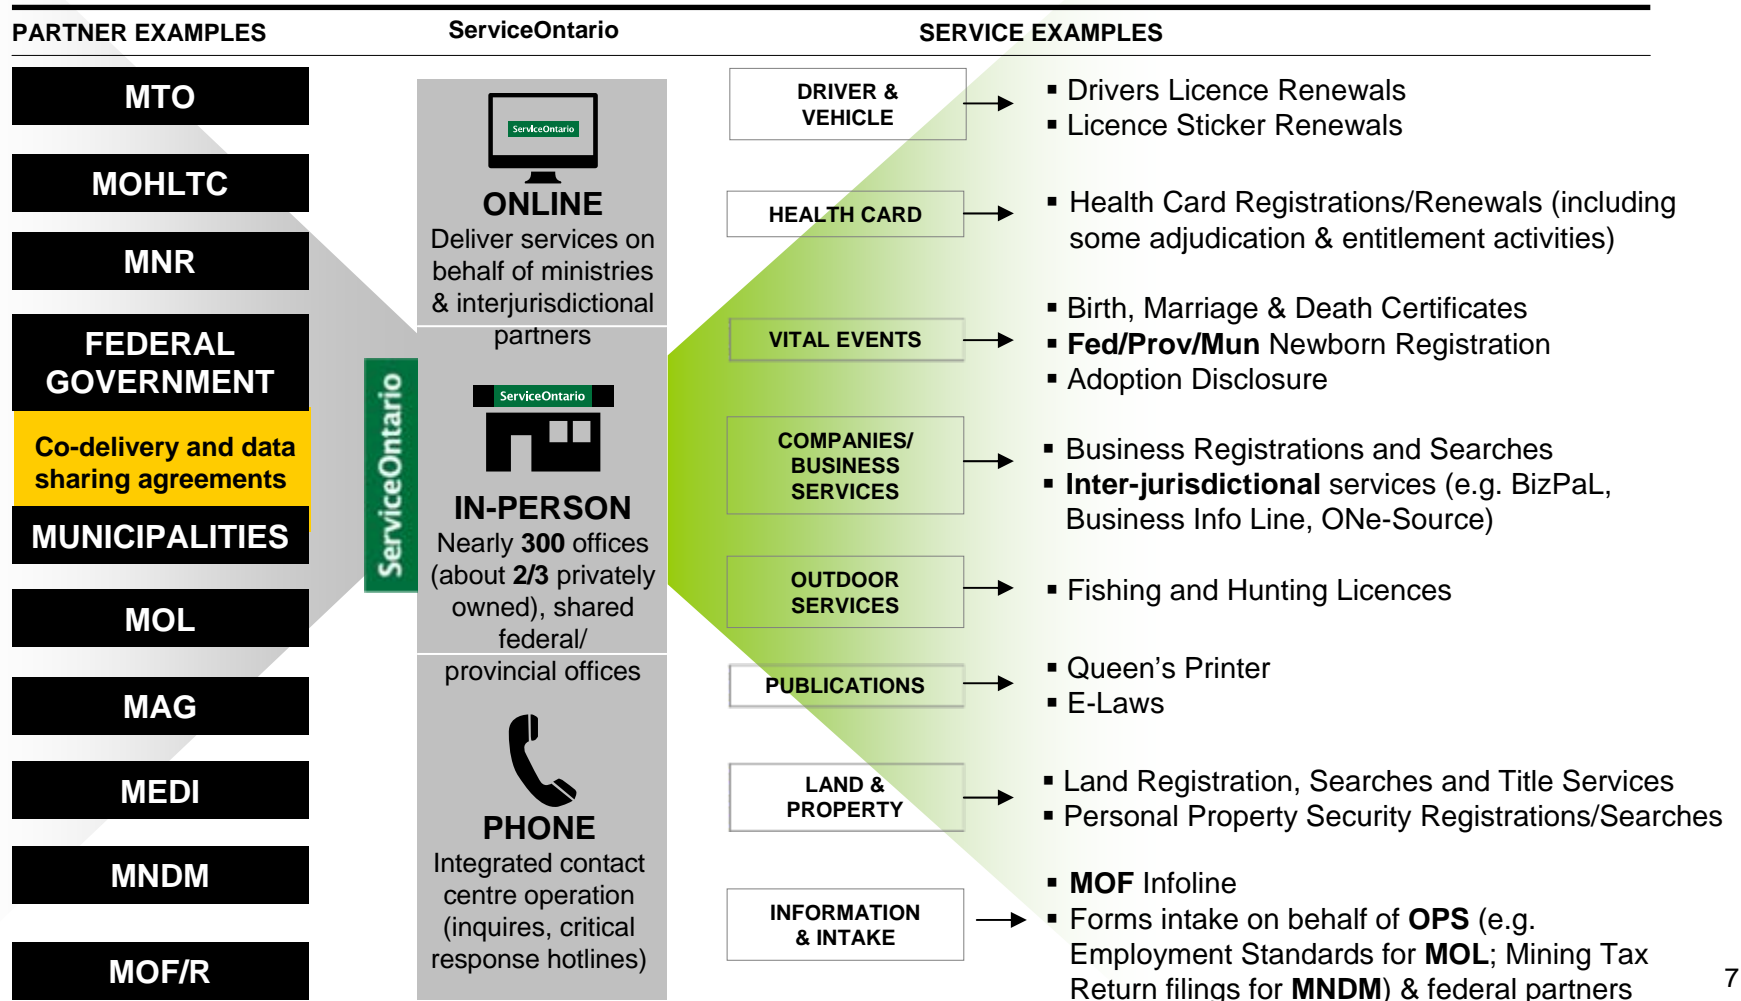 PARTNER EXAMPLES
ServiceOntario
SERVICE EXAMPLES
MTO
MOHLTC
MNR
FEDERAL
GOVERNMENT
Co-delivery and data
sharing agreements
MUNICIPALITIES
MOL
MAG
MEDI
MNDM
MOF/R
ServiceOntario
ServiceOntario
ONLINE
Deliver services on
behalf of ministries
& interjurisdictional
partners
ServiceOntario
IN-PERSON
Nearly 300 offices
(about 2/3 privately
owned), shared
federal/
provincial offices
PHONE
Integrated contact
centre operation
(inquires, critical
response hotlines)
DRIVER &
VEHICLE
▪ Drivers Licence Renewals
▪ Licence Sticker Renewals
HEALTH CARD
▪ Health Card Registrations/Renewals (including
some adjudication & entitlement activities)
VITAL EVENTS
▪ Birth, Marriage & Death Certificates
▪ Fed/Prov/Mun Newborn Registration
▪ Adoption Disclosure
COMPANIES/
BUSINESS
SERVICES
▪ Business Registrations and Searches
▪ Inter-jurisdictional services (e.g. BizPaL,
Business Info Line, ONe-Source)
OUTDOOR
SERVICES
▪ Fishing and Hunting Licences
PUBLICATIONS
▪ Queen’s Printer
▪ E-Laws
LAND &
PROPERTY
▪ Land Registration, Searches and Title Services
▪ Personal Property Security Registrations/Searches
INFORMATION
& INTAKE
▪ MOF Infoline
▪ Forms intake on behalf of OPS (e.g.
Employment Standards for MOL; Mining Tax
Return filings for MNDM) & federal partners
7